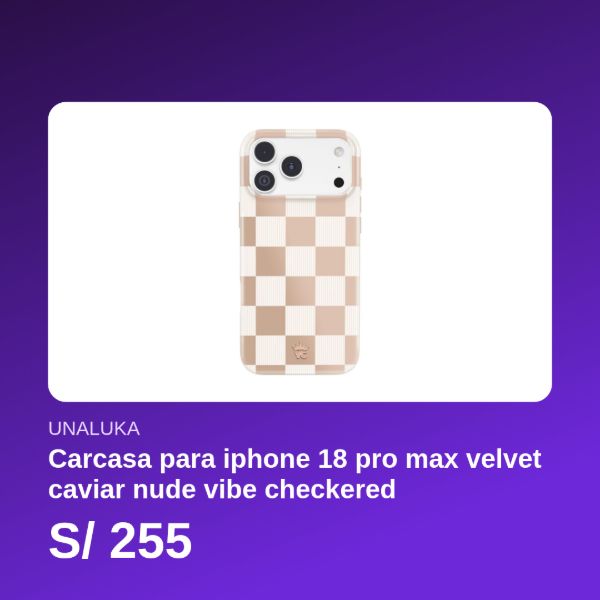 UNALUKA
Carcasa para iphone 18 pro max velvet
caviar nude vibe checkered
S/ 255